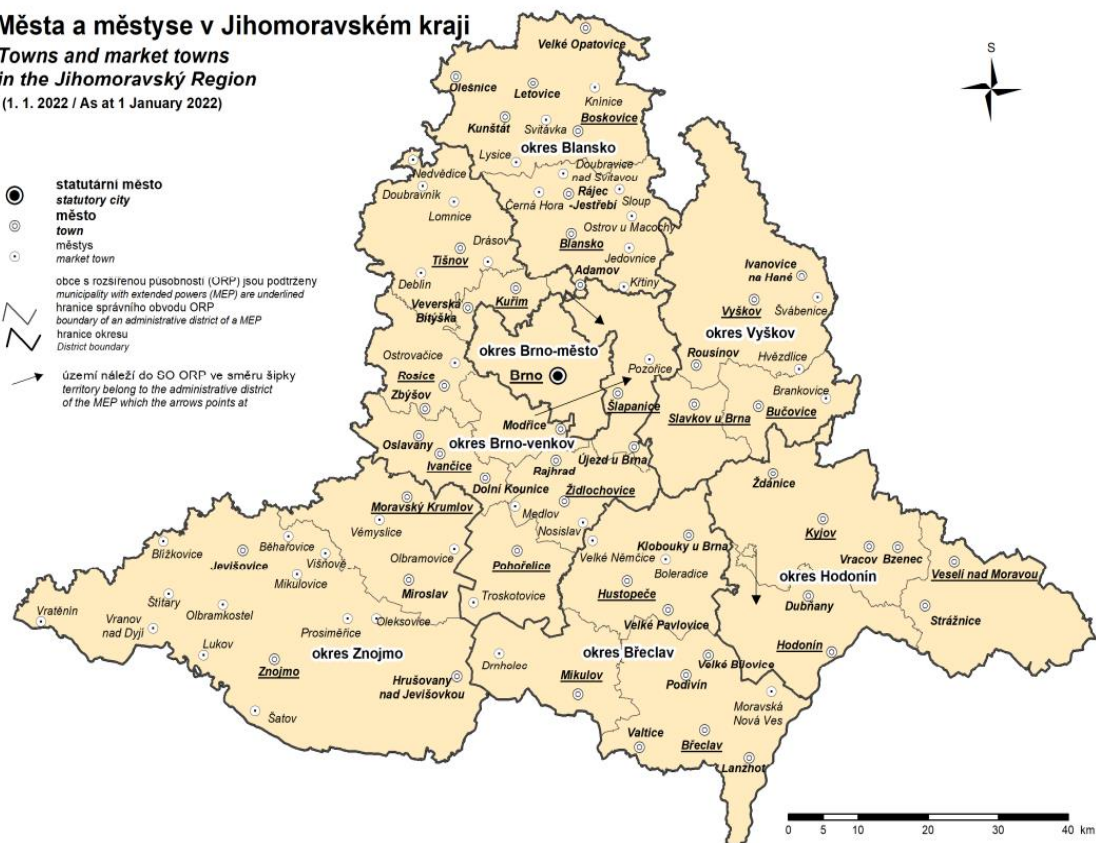 Města a městyse v Jihomoravském kraji
Towns and market towns
in the Jihomoravský Region
(1. 1. 2022 / As at 1 January 2022)
S
statutární město
statutory city
město
town
městys
market town
obce s rozšířenou působností (ORP) jsou podtrženy
municipality with extended powers (MEP) are underlined
hranice správního obvodu ORP
boundary of an administrative district of a MEP
hranice okresu
District boundary
území náleží do SO ORP ve směru šipky
territory belong to the administrative district
of the MEP which the arrows points at
Velké Opatovice
Olešnice
Letovice
Knínice
Kunštát
Svitávka
Boskovice
okres Blansko
Lysice
Doubravice
nad Svitavou
Nedvědice
Doubravník
Černá Hora
Rájec
-Jestřebí
Sloup
Lomnice
Ostrov u Macochy
Drásov
Blansko
Jedovnice
Tišnov
Adamov
Ivanovice
na Hané
Deblín
Křtiny
Kuřim
Veverská
Bítýška
Vyškov
Švábenice
okres Vyškov
okres Brno-město
Rousínov
Hvězdlice
Ostrovačice
Pozořice
Rosice
Brno
Brankovice
Zbýšov
Šlapanice
Slavkov u Brna
Bučovice
Modřice
Oslavany
okres Brno-venkov
Ivančice
Rajhrad
Újezd u Brna
Dolní Kounice
Židlochovice
Ždánice
Moravský Krumlov
Medlov
Vémyslice
Nosislav
Kyjov
Klobouky u Brna
Blížkovice
Běhařovice
Olbramovice
Velké Němčice
Vracov
Bzenec
Jevišovice
Višňové
Pohořelice
Boleradice
Veselí nad Moravou
Mikulovice
okres Hodonín
Miroslav
Hustopeče
Dubňany
Štítary
Troskotovice
Strážnice
Vratěnín
Olbramkostel
Vranov
nad Dyjí
Prosiměřice
Oleksovice
Velké Pavlovice
Lukov
okres Znojmo
Drnholec
okres Břeclav
Hodonín
Znojmo
Velké Bílovice
Hrušovany
nad Jevišovkou
Mikulov
Podivín
Moravská
Nová Ves
Šatov
Valtice
Břeclav
Lanžhot
0 5 10 20 30 40 km